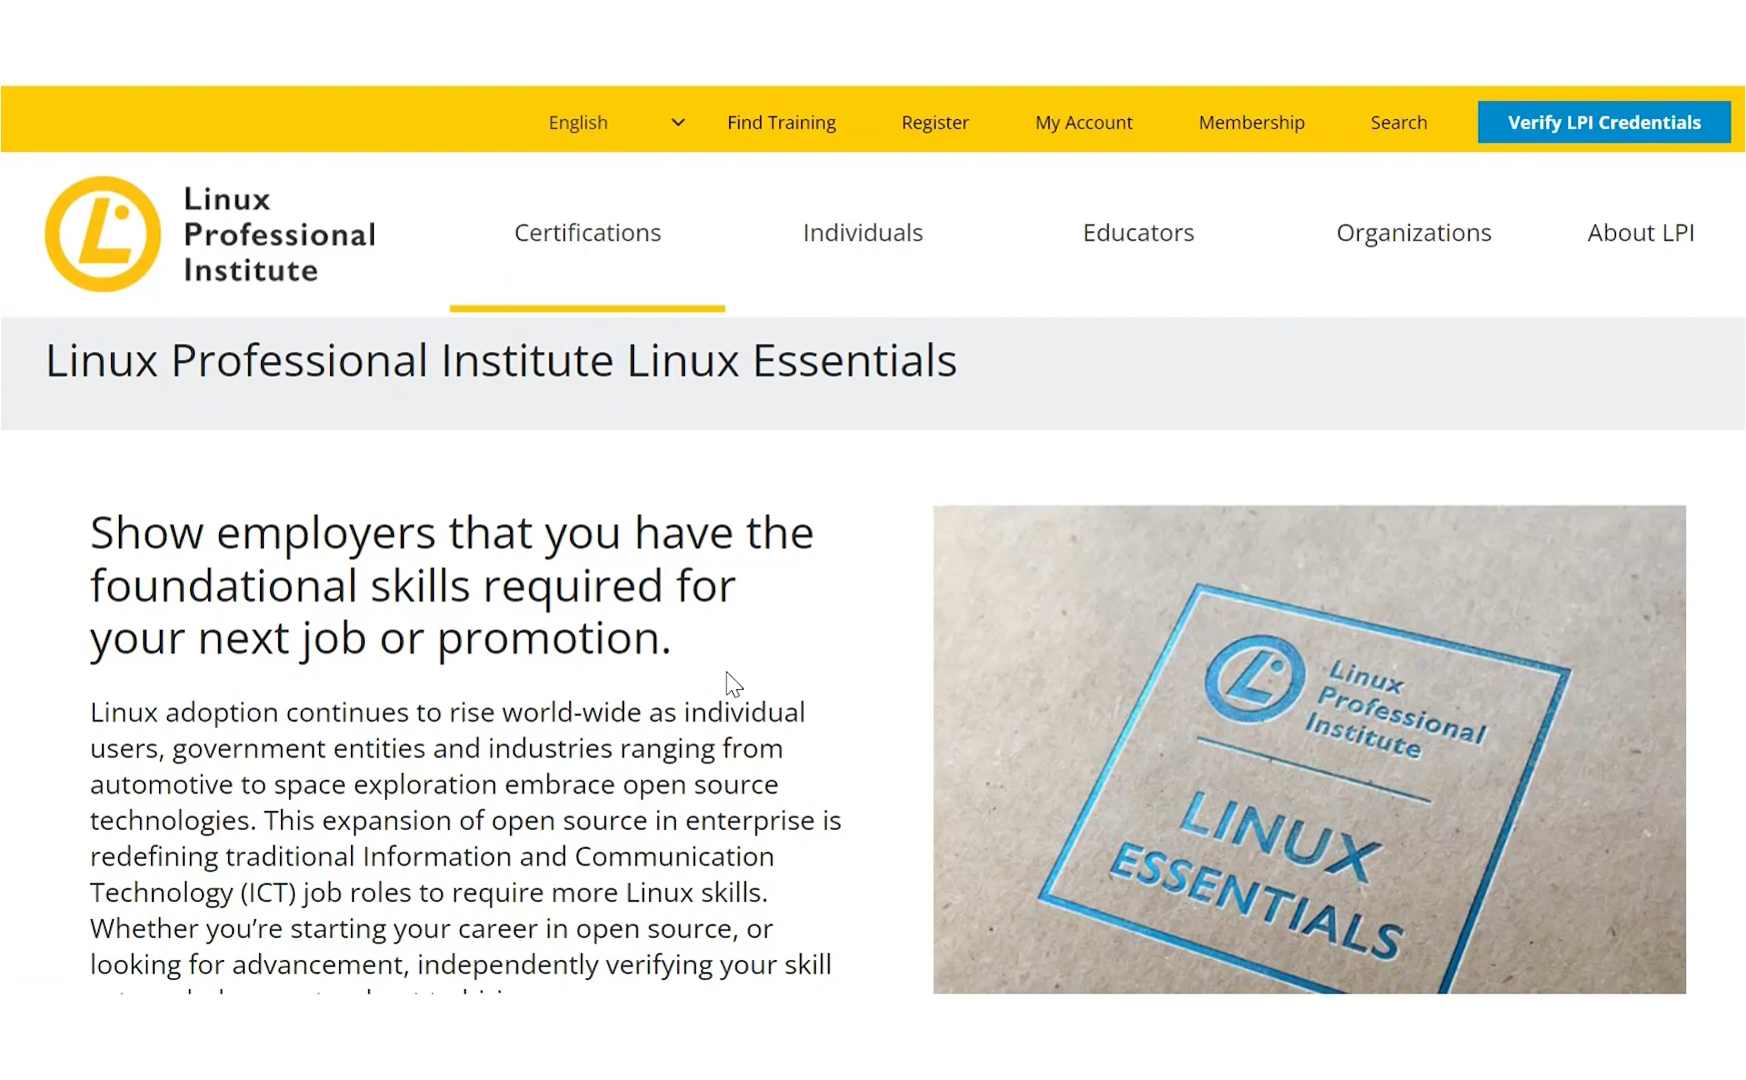 English Find Training Register My Account Membership Search Verify LPI Credentials
Linux
Professional
Institute
Certifications Individuals Educators Organizations About LPI
Linux Professional Institute Linux Essentials
Show employers that you have the
foundational skills required for
your next job or promotion.
Linux adoption continues to rise world-wide as individual
users, government entities and industries ranging from
automotive to space exploration embrace open source
technologies. This expansion of open source in enterprise is
redefining traditional Information and Communication
Technology (ICT) job roles to require more Linux skills.
Whether you’re starting your career in open source, or
looking for advancement, independently verifying your skill
Linux
Professional
Institute
LINUX
ESSENTIALS